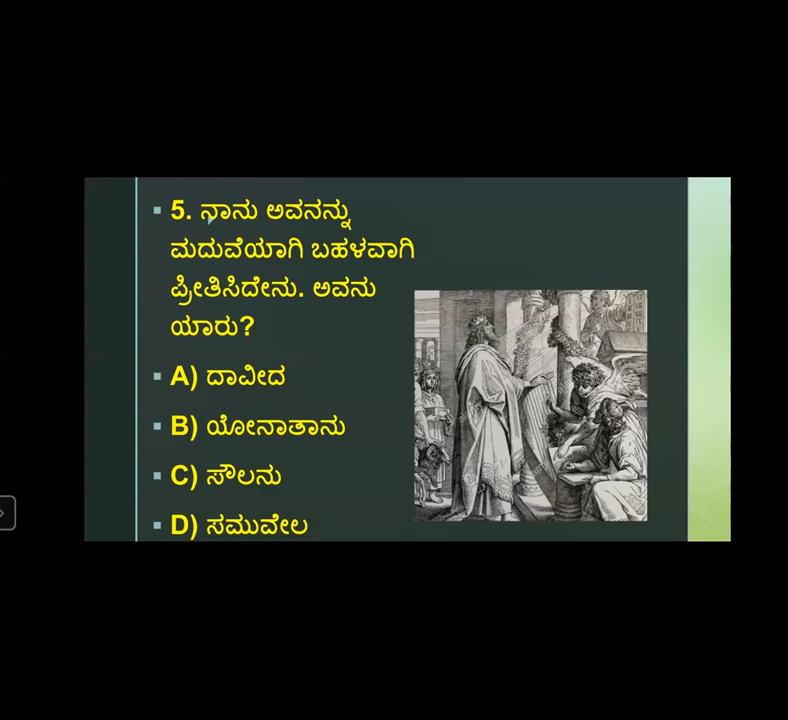 5. ನಾನು ಅವನನ್ನು
ಮದುವೆಯಾಗಿ ಬಹಳವಾಗಿ
ಪ್ರೀತಿಸಿದೇನು. ಅವನು
ಯಾರು?
A) ದಾವೀದ
B) ಯೋನಾತಾನು
C) ಸೌಲನು
D) ಸಮುವೇಲ